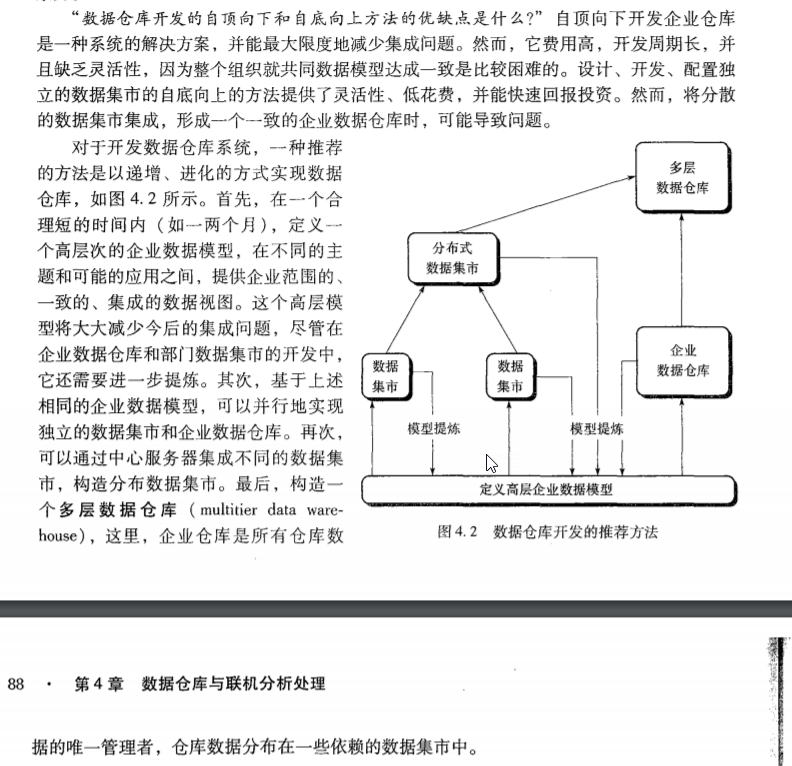 “数据仓库开发的自顶向下和自底向上方法的优缺点是什么?”自顶向下开发企业仓库
是一种系统的解决方案，并能最大限度地减少集成问题。然而，它费用高，开发周期长，并
且缺乏灵活性，因为整个组织就共同数据模型达成一致是比较困难的。设计、开发、配置独
立的数据集市的自底向上的方法提供了灵活性、低花费，并能快速回报投资。然而，将分散
的数据集市集成，形成一个一致的企业数据仓库时，可能导致问题。
对于开发数据仓库系统，一种推荐
的方法是以递增、进化的方式实现数据
仓库，如图4.2所示。首先，在一个合
理短的时间内（如一两个月），定义一
个高层次的企业数据模型，在不同的主
题和可能的应用之间，提供企业范围的、
一致的、集成的数据视图。这个高层模
型将大大减少今后的集成问题，尽管在
企业数据仓库和部门数据集市的开发中，
它还需要进一步提炼。其次，基于上述
相同的企业数据模型，可以并行地实现
独立的数据集市和企业数据仓库。再次，
可以通过中心服务器集成不同的数据集
市，构造分布数据集市。最后，构造一
个多层数据仓库（multitier data ware-
house），这里，企业仓库是所有仓库数
多层
数据仓库
分布式
数据集市
数据
集市
数据
集市
企业
数据仓库
模型提炼
模型提炼
定义高层企业数据模型
图4.2 数据仓库开发的推荐方法
88 · 第4章 数据仓库与联机分析处理
据的唯一管理者，仓库数据分布在一些依赖的数据集市中。